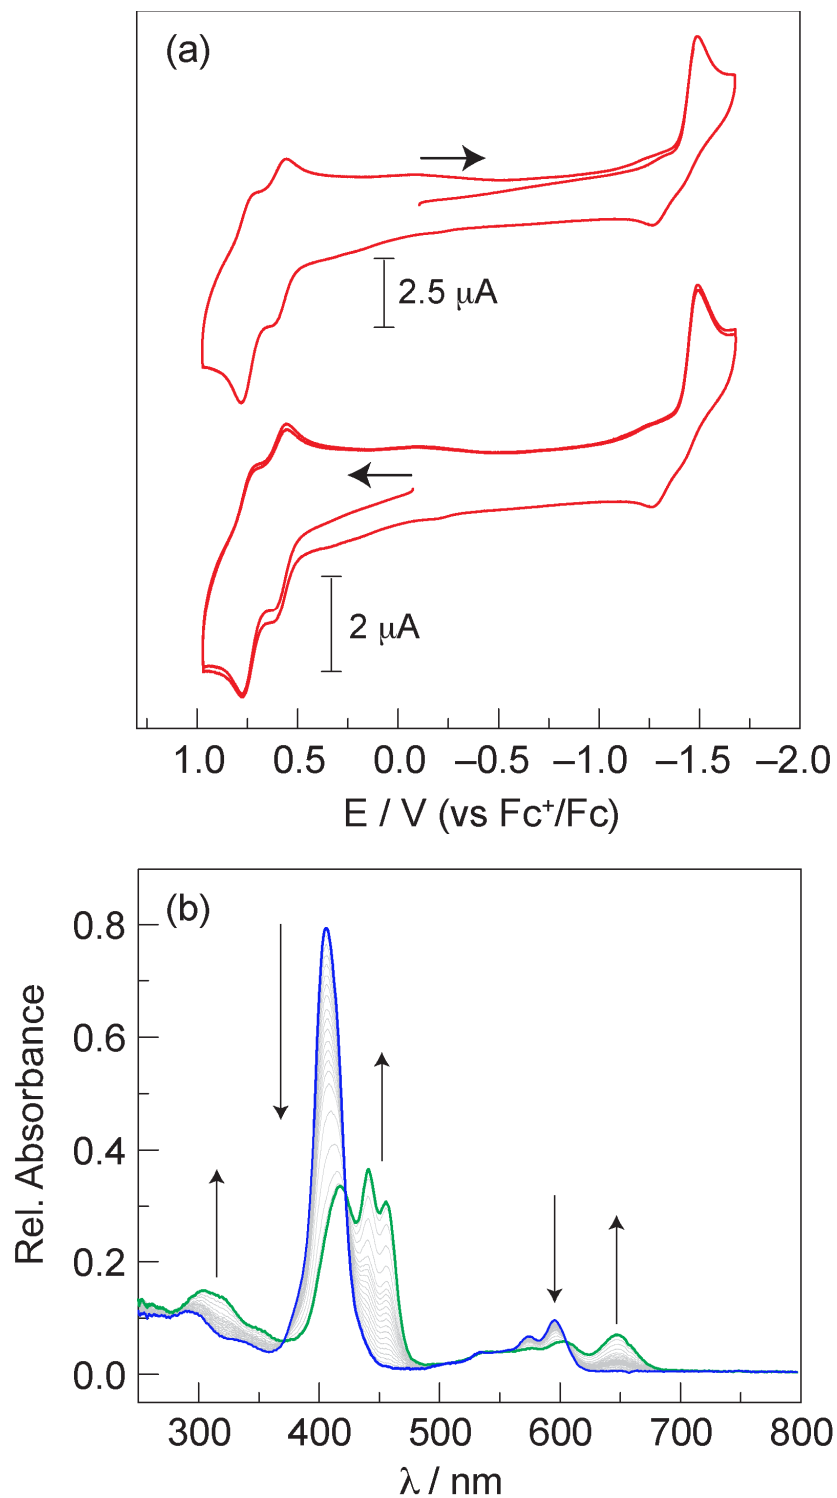 (a)
2.5 μA
2 μA
1.0 0.5 0.0 –0.5 –1.0 –1.5 –2.0
E / V (vs Fc⁺/Fc)
(b)
0.8
0.6
0.4
0.2
0.0
Rel. Absorbance
300 400 500 600 700 800
λ / nm